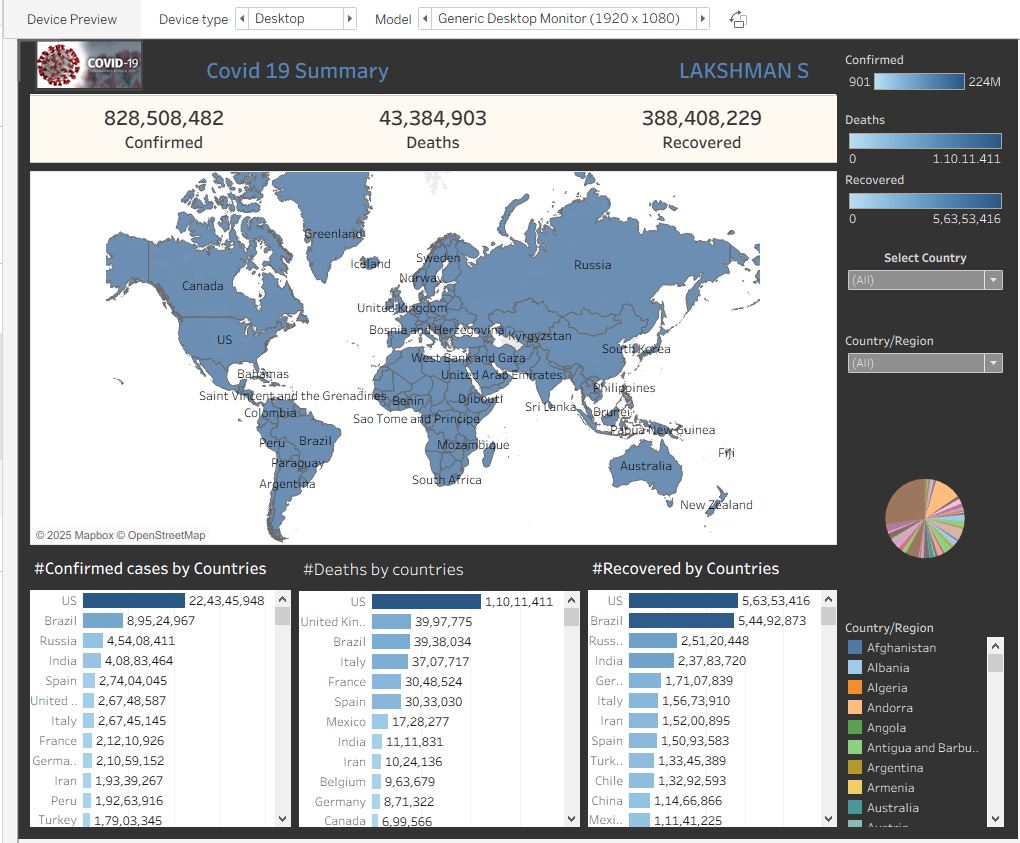 Device Preview
Device type
Desktop
Model
Generic Desktop Monitor (1920 x 1080)
COVID-19
Covid 19 Summary
LAKSHMAN S
828,508,482
43,384,903
388,408,229
Confirmed
Deaths
Recovered
Confirmed
901
224M
Deaths
0
1.10.11.411
Recovered
0
5,63,53,416
Select Country
(All)
Country/Region
(All)
Greenland
Iceland
Sweden
Norway
Russia
Canada
United Kingdom
Bosnia and Herzegovina
Kyrgyzstan
US
South Korea
West Bank and Gaza
Bahamas
United Arab Emirates
Philippines
Saint Vincent and the Grenadines
Benin
Djibouti
Sri Lanka
Colombia
Brunei
Sao Tome and Principe
Papua New Guinea
Peru
Brazil
Mozambique
Fiji
Paraguay
Australia
Argentina
South Africa
New Zealand
© 2025 Mapbox © OpenStreetMap
#Confirmed cases by Countries
US 22,43,45,948
Brazil 8,95,24,967
Russia 4,54,08,411
India 4,08,83,464
Spain 2,74,04,045
United .. 2,67,48,587
Italy 2,67,45,145
France 2,12,10,926
Germa.. 2,10,59,152
Iran 1,93,39,267
Peru 1,92,63,916
Turkey 1,79,03,345
#Deaths by countries
US 1,10,11,411
United Kin.. 39,97,775
Brazil 39,38,034
Italy 37,07,717
France 30,48,524
Spain 30,33,030
Mexico 17,28,277
India 11,11,831
Iran 10,24,136
Belgium 9,63,679
Germany 8,71,322
Canada 6,99,566
#Recovered by Countries
US 5,63,53,416
Brazil 5,44,92,873
Russ.. 2,51,20,448
India 2,37,83,720
Ger.. 1,71,07,839
Italy 1,56,73,910
Iran 1,52,00,895
Spain 1,50,93,583
Turk.. 1,33,45,389
Chile 1,32,92,593
China 1,14,66,866
Mexi.. 1,11,41,225
Country/Region
Afghanistan
Albania
Algeria
Andorra
Angola
Antigua and Barbu..
Argentina
Armenia
Australia